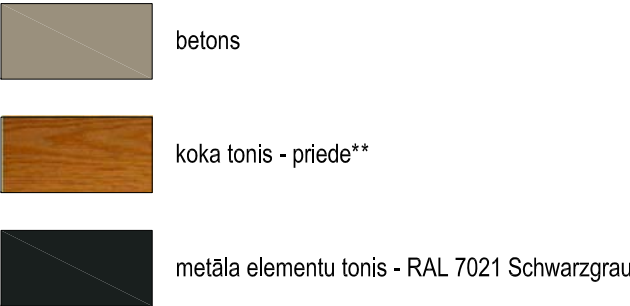 betons
koka tonis - priede**
metāla elementu tonis - RAL 7021 Schwarzgrau